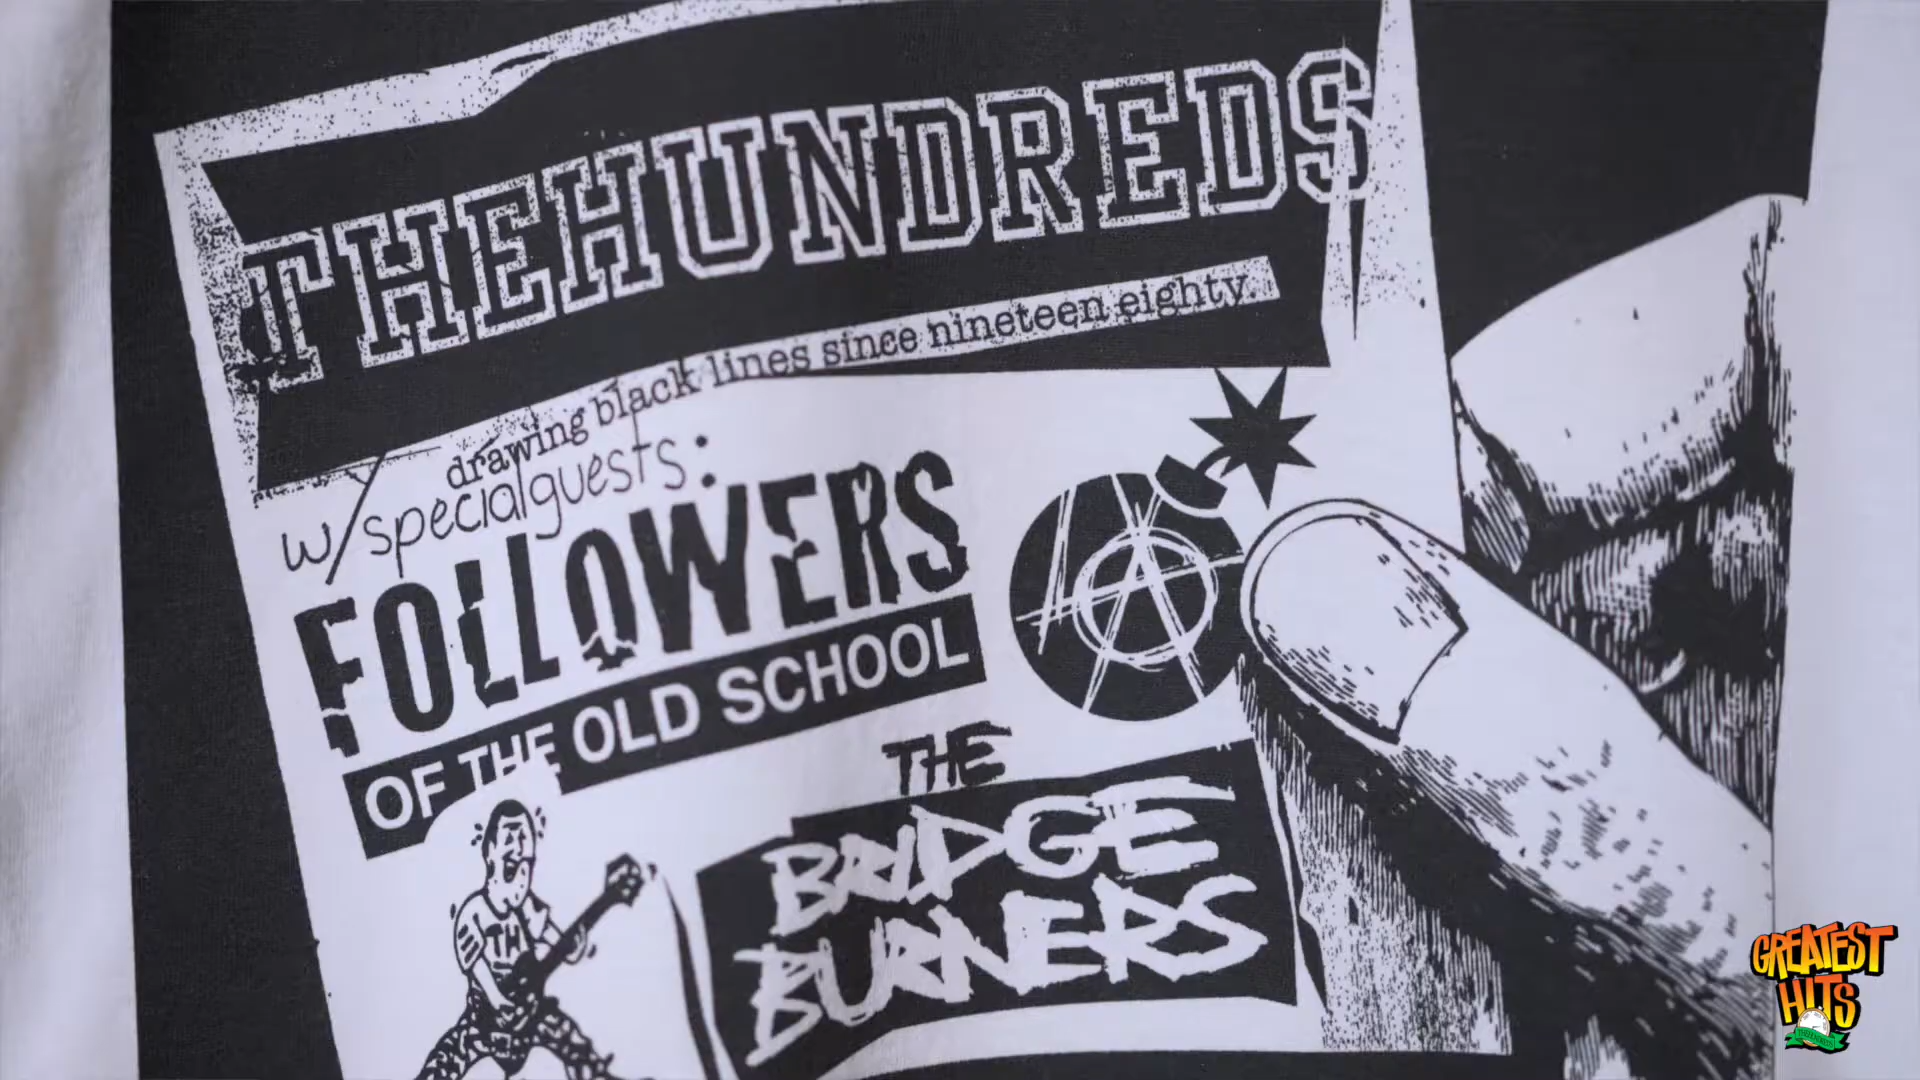 THEHUNDREDS
drawing black lines since nineteen eighty.
w/specialguests:
FOLLOWERS
OF THE OLD SCHOOL
A
THE
BRIDGE
BURNERS
TH
GREATEST
HITS